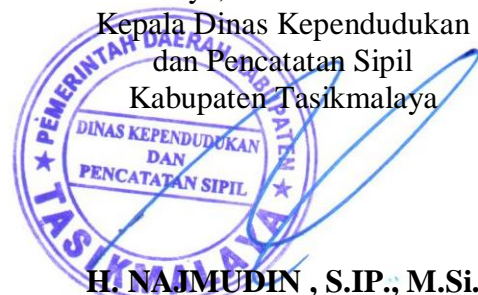 Kepala Dinas Kependudukan
dan Pencatatan Sipil
Kabupaten Tasikmalaya
PEMERINTAH DAERAH KABUPATEN
DINAS KEPENDUDUKAN
DAN
PENCATATAN SIPIL
TASIKMALAYA
H. NAJMUDIN , S.IP., M.Si.